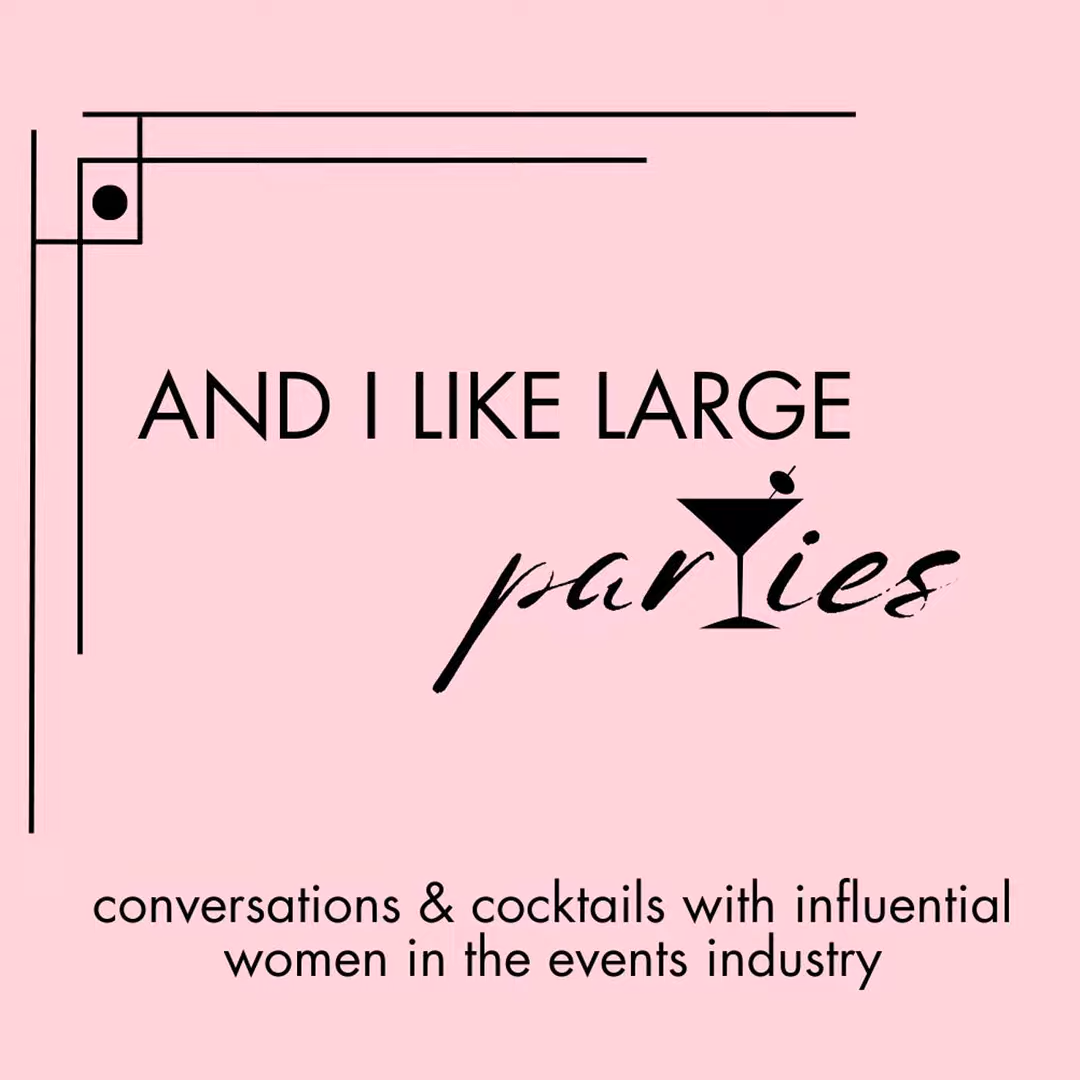 AND I LIKE LARGE
parties
conversations & cocktails with influential
women in the events industry